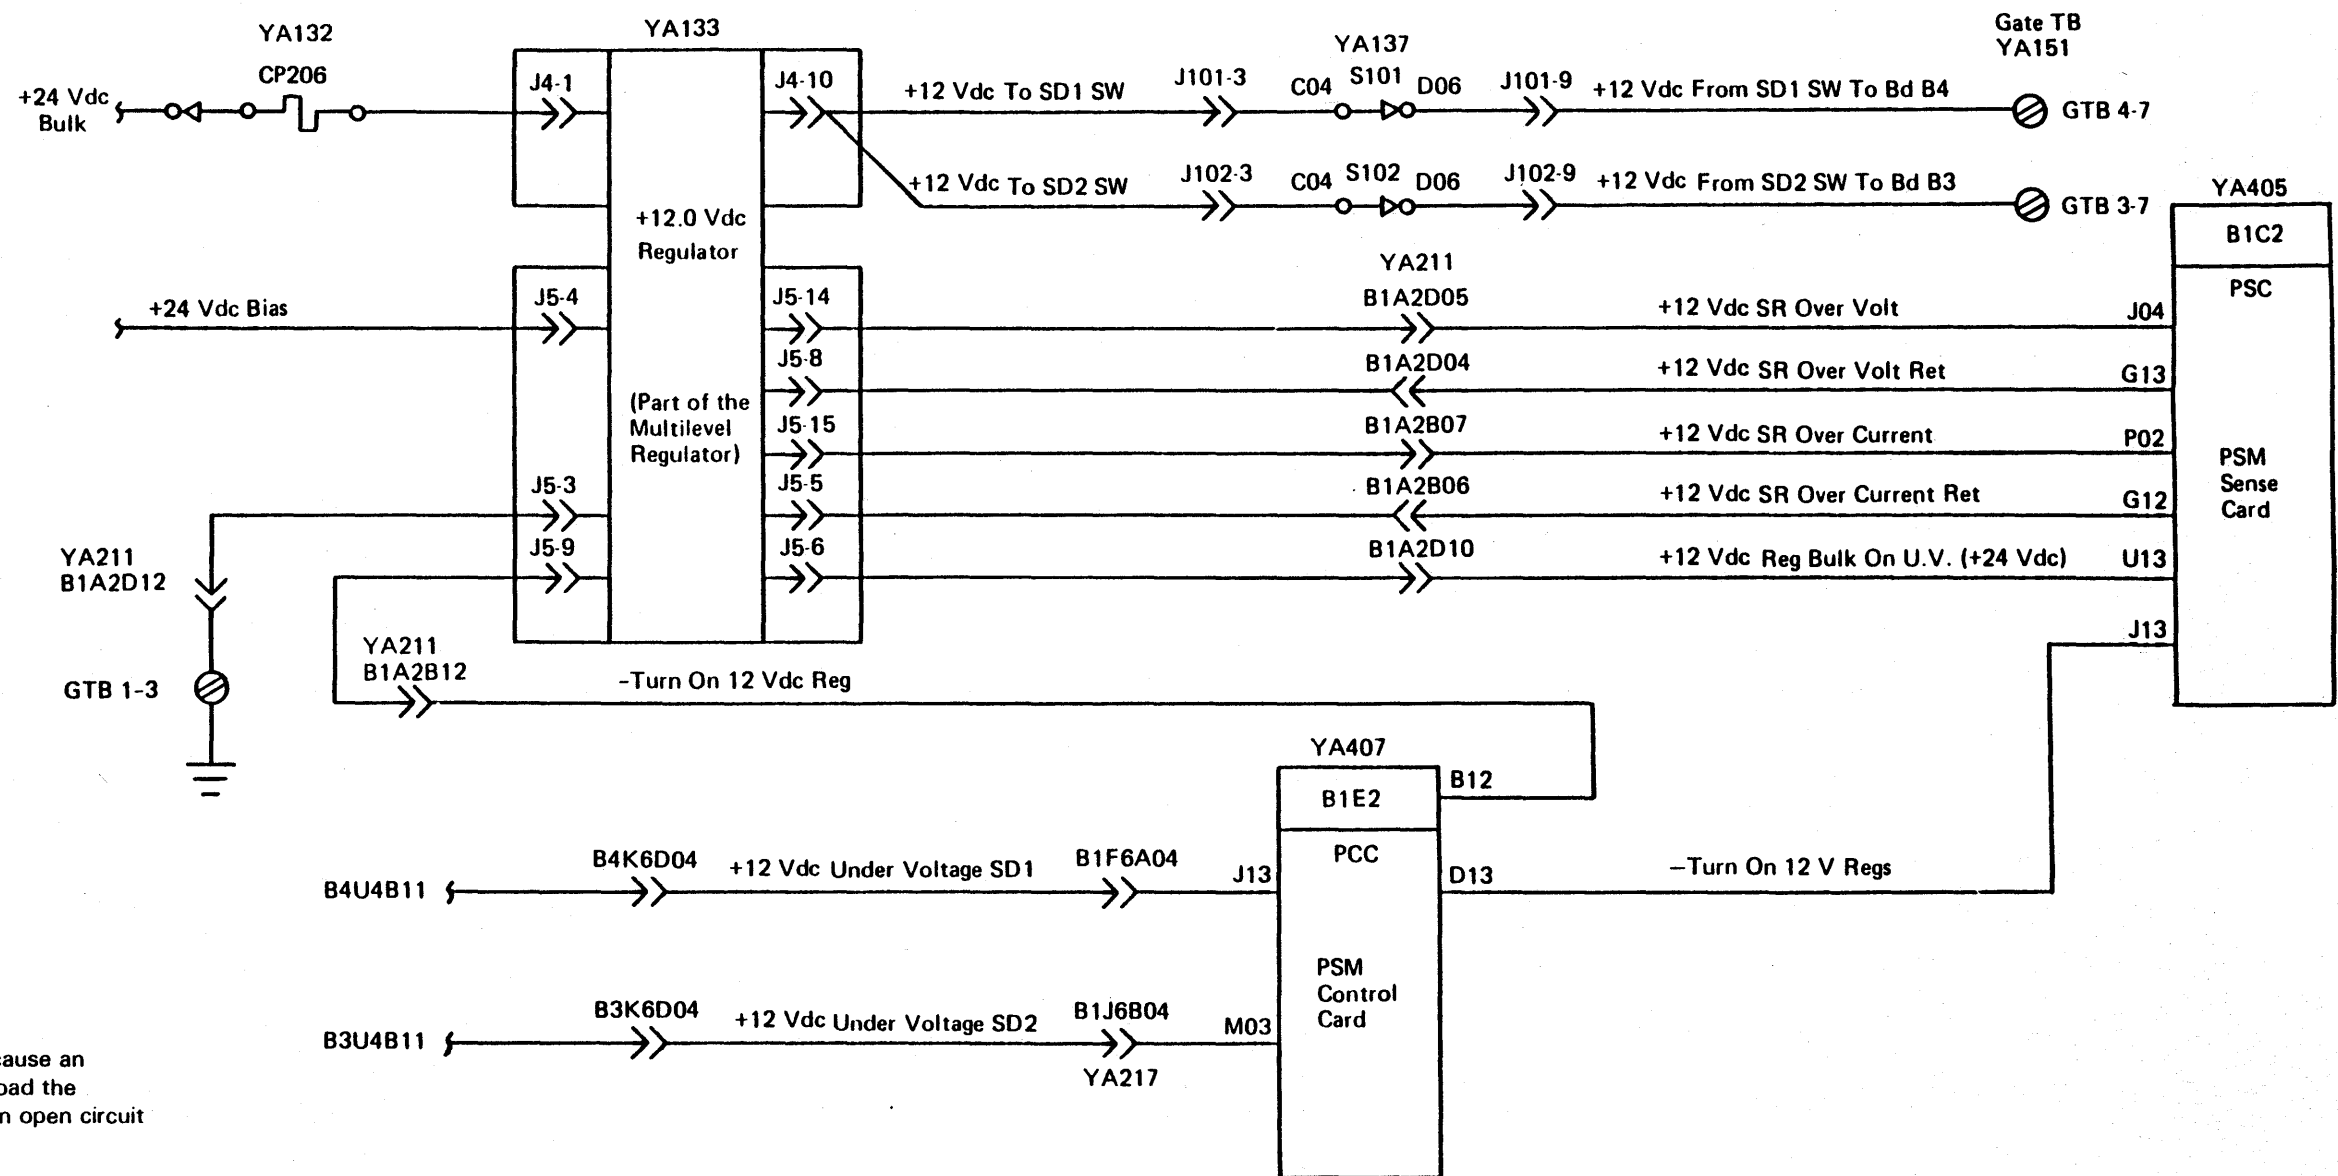 YA132
CP206
+24 Vdc
Bulk
YA133
J4-1
J4-10
+12 Vdc To SD1 SW
J101-3
YA137
C04 S101 D06
J101-9
+12 Vdc From SD1 SW To Bd B4
Gate TB
YA151
GTB 4-7
+12 Vdc To SD2 SW
J102-3
C04 S102 D06
J102-9
+12 Vdc From SD2 SW To Bd B3
GTB 3-7
+12.0 Vdc
Regulator
(Part of the
Multilevel
Regulator)
+24 Vdc Bias
J5-4
J5-14
YA211
B1A2D05
+12 Vdc SR Over Volt
J04
J5-8
B1A2D04
+12 Vdc SR Over Volt Ret
G13
J5-15
B1A2B07
+12 Vdc SR Over Current
P02
J5-3
J5-5
B1A2B06
+12 Vdc SR Over Current Ret
G12
J5-9
J5-6
B1A2D10
+12 Vdc Reg Bulk On U.V. (+24 Vdc)
U13
J13
YA405
B1C2
PSC
PSM
Sense
Card
YA211
B1A2D12
GTB 1-3
YA211
B1A2B12
-Turn On 12 Vdc Reg
YA407
B1E2
B12
PCC
B4U4B11
B4K6D04
+12 Vdc Under Voltage SD1
B1F6A04
J13
D13
-Turn On 12 V Regs
PSM
Control
Card
B3U4B11
B3K6D04
+12 Vdc Under Voltage SD2
B1J6B04
M03
YA217
cause an
oad the
n open circuit